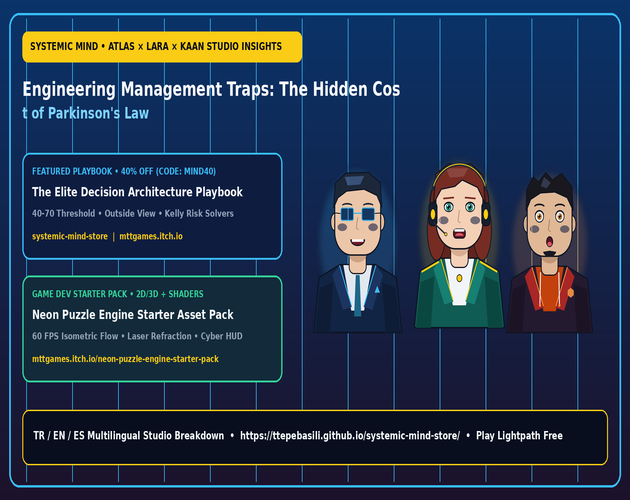 SYSTEMIC MIND • ATLAS × LARA × KAAN STUDIO INSIGHTS
Engineering Management Traps: The Hidden Cos
t of Parkinson's Law
FEATURED PLAYBOOK • 40% OFF (CODE: MIND40)
The Elite Decision Architecture Playbook
40-70 Threshold • Outside View • Kelly Risk Solvers
systemic-mind-store | mttgames.itch.io
GAME DEV STARTER PACK • 2D/3D + SHADERS
Neon Puzzle Engine Starter Asset Pack
60 FPS Isometric Flow • Laser Refraction • Cyber HUD
mttgames.itch.io/neon-puzzle-engine-starter-pack
TR / EN / ES Multilingual Studio Breakdown • https://ttepebasili.github.io/systemic-mind-store/ • Play Lightpath Free